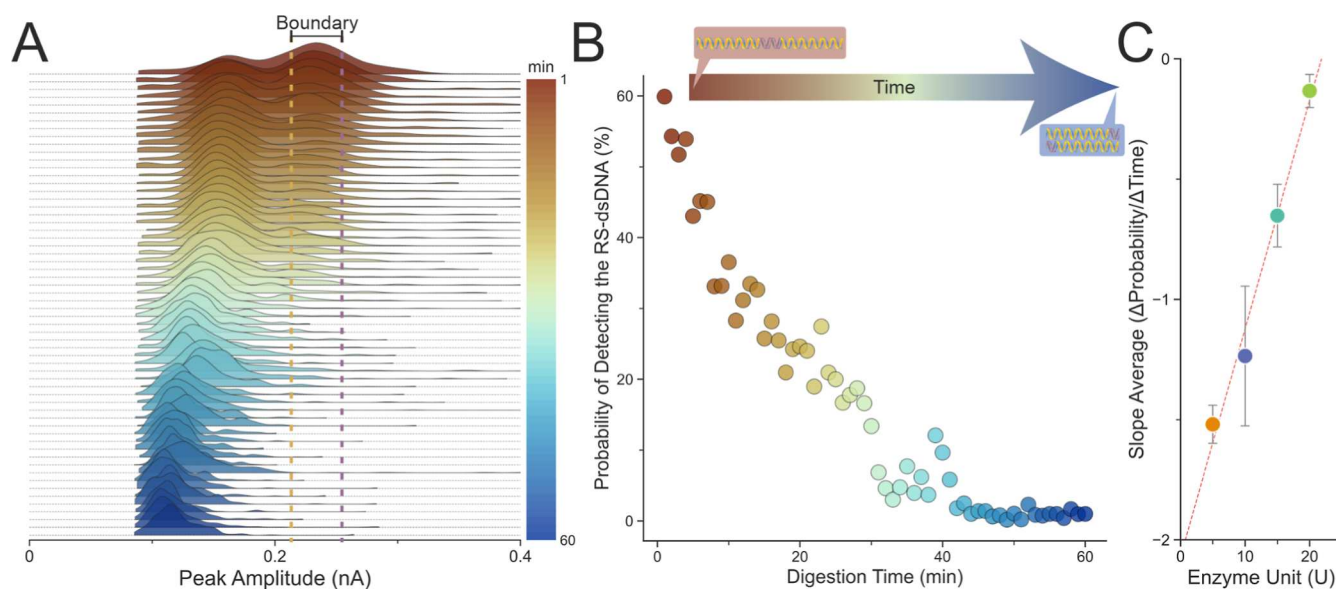 A
Boundary
min
1
60
0
0.2
0.4
Peak Amplitude (nA)
B
Time
Probability of Detecting the RS-dsDNA (%)
60
40
20
0
0
20
40
60
Digestion Time (min)
C
Slope Average (ΔProbability/ΔTime)
0
−1
−2
0
10
20
Enzyme Unit (U)